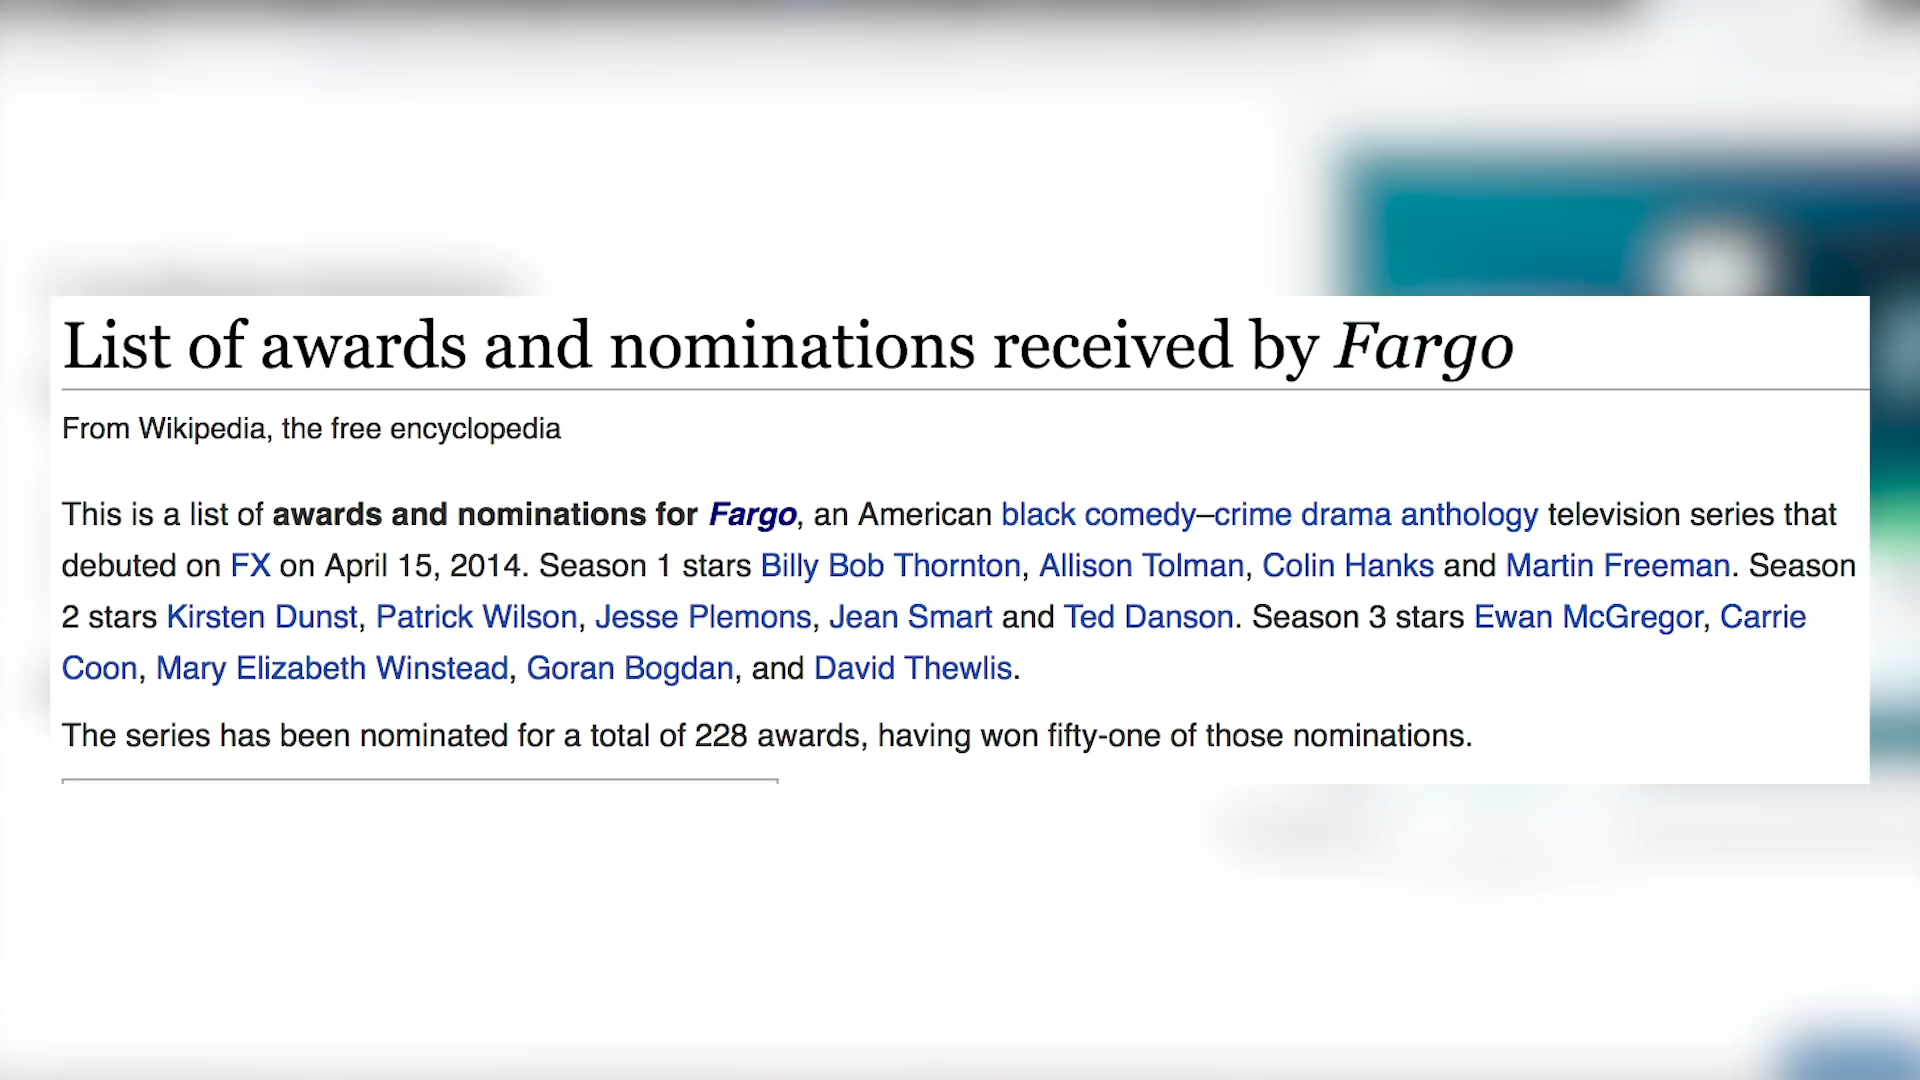 List of awards and nominations received by Fargo
From Wikipedia, the free encyclopedia
This is a list of awards and nominations for Fargo, an American black comedy–crime drama anthology television series that
debuted on FX on April 15, 2014. Season 1 stars Billy Bob Thornton, Allison Tolman, Colin Hanks and Martin Freeman. Season
2 stars Kirsten Dunst, Patrick Wilson, Jesse Plemons, Jean Smart and Ted Danson. Season 3 stars Ewan McGregor, Carrie
Coon, Mary Elizabeth Winstead, Goran Bogdan, and David Thewlis.
The series has been nominated for a total of 228 awards, having won fifty-one of those nominations.